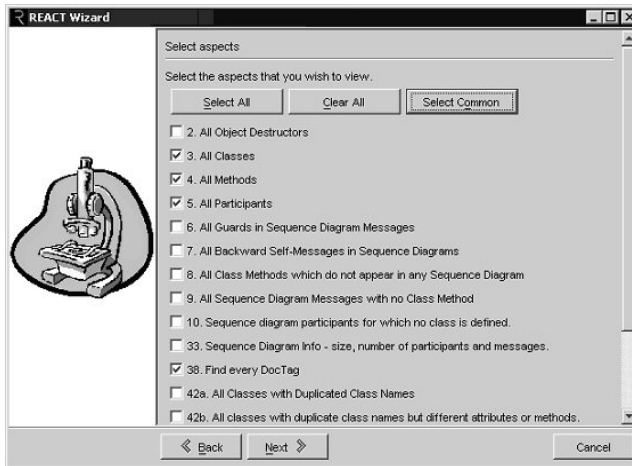 REACT Wizard
Select aspects
Select the aspects that you wish to view.
Select All Clear All Select Common
2. All Object Destructors
3. All Classes
4. All Methods
5. All Participants
6. All Guards in Sequence Diagram Messages
7. All Backward Self-Messages in Sequence Diagrams
8. All Class Methods which do not appear in any Sequence Diagram
9. All Sequence Diagram Messages with no Class Method
10. Sequence diagram participants for which no class is defined.
33. Sequence Diagram Info - size, number of participants and messages.
38. Find every DocTag
42a. All Classes with Duplicated Class Names
42b. All classes with duplicate class names but different attributes or methods.
Back Next Cancel